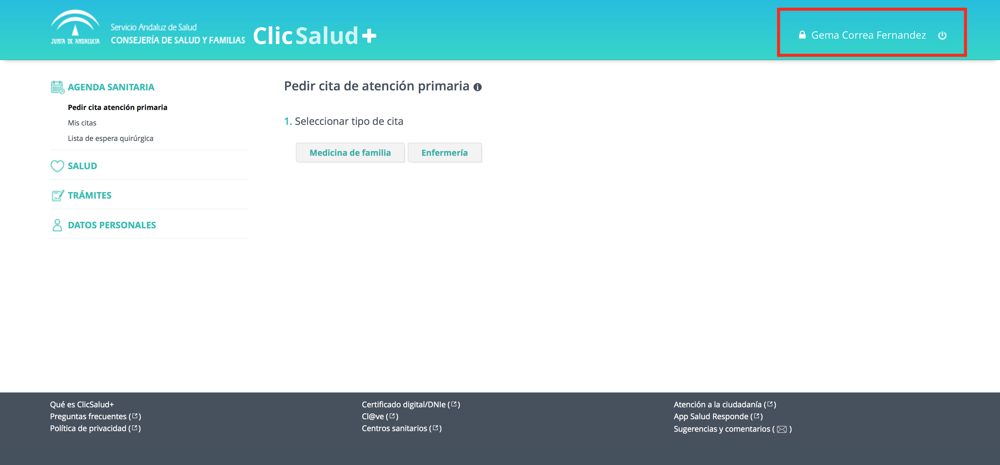 JUNTA DE ANDALUCIA
Servicio Andaluz de Salud
CONSEJERÍA DE SALUD Y FAMILIAS
ClicSalud+
Gema Correa Fernandez
AGENDA SANITARIA
Pedir cita atención primaria
Mis citas
Lista de espera quirúrgica
SALUD
TRÁMITES
DATOS PERSONALES
Pedir cita de atención primaria
1. Seleccionar tipo de cita
Medicina de familia
Enfermería
Qué es ClicSalud+
Preguntas frecuentes ( )
Política de privacidad ( )
Certificado digital/DNIe ( )
Cl@ve ( )
Centros sanitarios ( )
Atención a la ciudadanía ( )
App Salud Responde ( )
Sugerencias y comentarios ( )